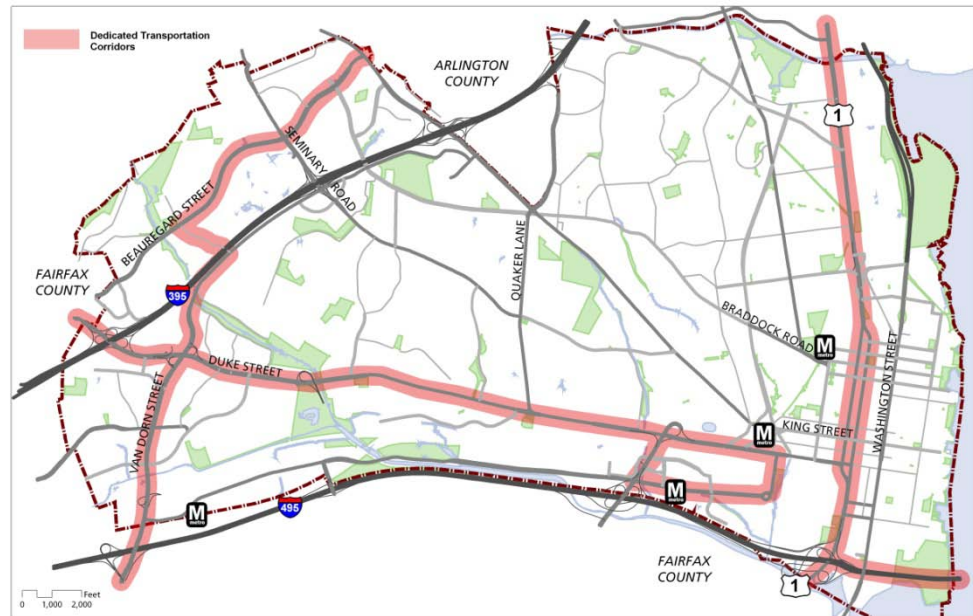 Dedicated Transportation
Corridors
ARLINGTON
COUNTY
1
SEMINARY ROAD
BEAUREGARD STREET
FAIRFAX
COUNTY
395
QUAKER LANE
BRADDOCK ROAD
M
metro
WASHINGTON STREET
DUKE STREET
VAN DORN STREET
M
metro
KING STREET
M
metro
M
metro
495
FAIRFAX
COUNTY
1
Feet
0 1,000 2,000